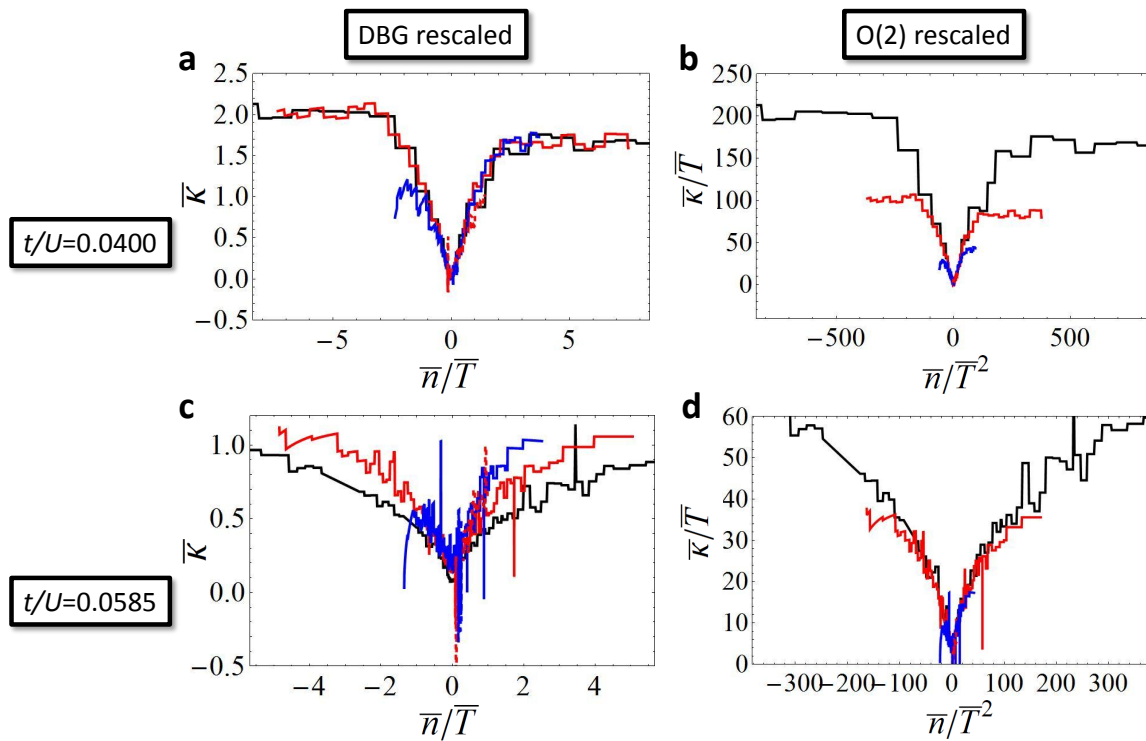 DBG rescaled
O(2) rescaled
a
2.5
2.0
1.5
1.0
0.5
0.0
−0.5
κ̅
−5
0
5
n̅/T̅
b
250
200
150
100
50
0
κ̅/T̅
−500
0
500
n̅/T̅²
t/U=0.0400
c
1.0
0.5
0.0
−0.5
κ̅
−4
−2
0
2
4
n̅/T̅
d
60
50
40
30
20
10
0
κ̅/T̅
−300
−200
−100
0
100
200
300
n̅/T̅²
t/U=0.0585